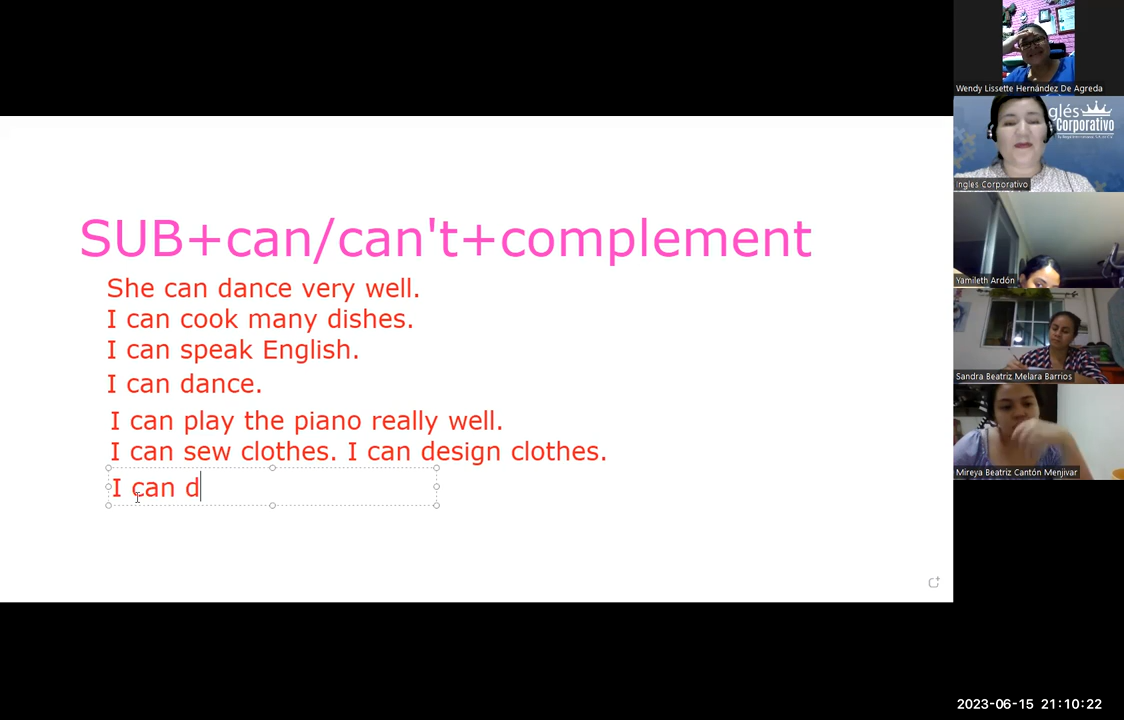 SUB+can/can't+complement
She can dance very well.
I can cook many dishes.
I can speak English.
I can dance.
I can play the piano really well.
I can sew clothes. I can design clothes.
I can d
Wendy Lissette Hernández De Agreda
glés
Corporativo
Ingles Corporativo
Yamileth Ardón
Sandra Beatriz Melara Barrios
Mireya Beatriz Cantón Menjivar
2023-06-15 21:10:22